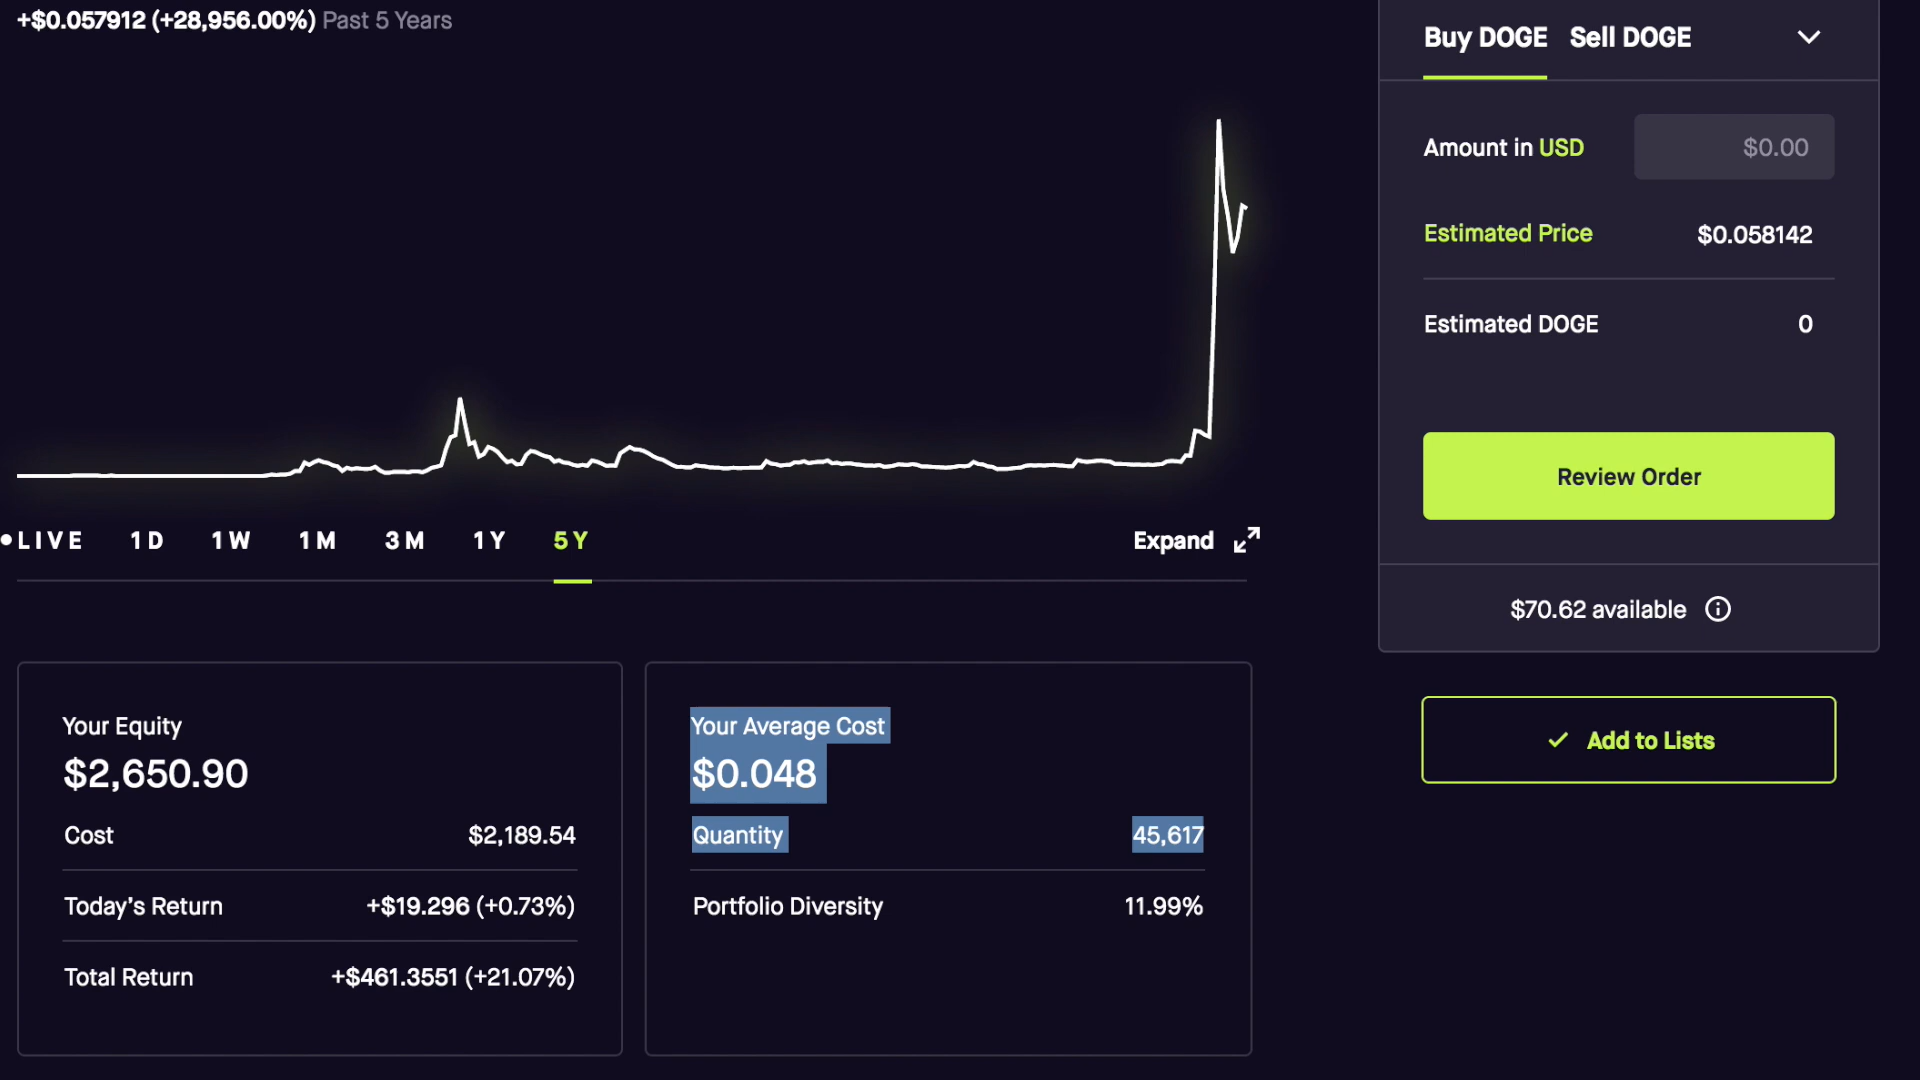 +$0.057912 (+28,956.00%) Past 5 Years
LIVE 1D 1W 1M 3M 1Y 5Y Expand
Your Equity
$2,650.90
Cost $2,189.54
Today's Return +$19.296 (+0.73%)
Total Return +$461.3551 (+21.07%)
Your Average Cost
$0.048
Quantity 45,617
Portfolio Diversity 11.99%
Buy DOGE Sell DOGE
Amount in USD $0.00
Estimated Price $0.058142
Estimated DOGE 0
Review Order
$70.62 available
Add to Lists